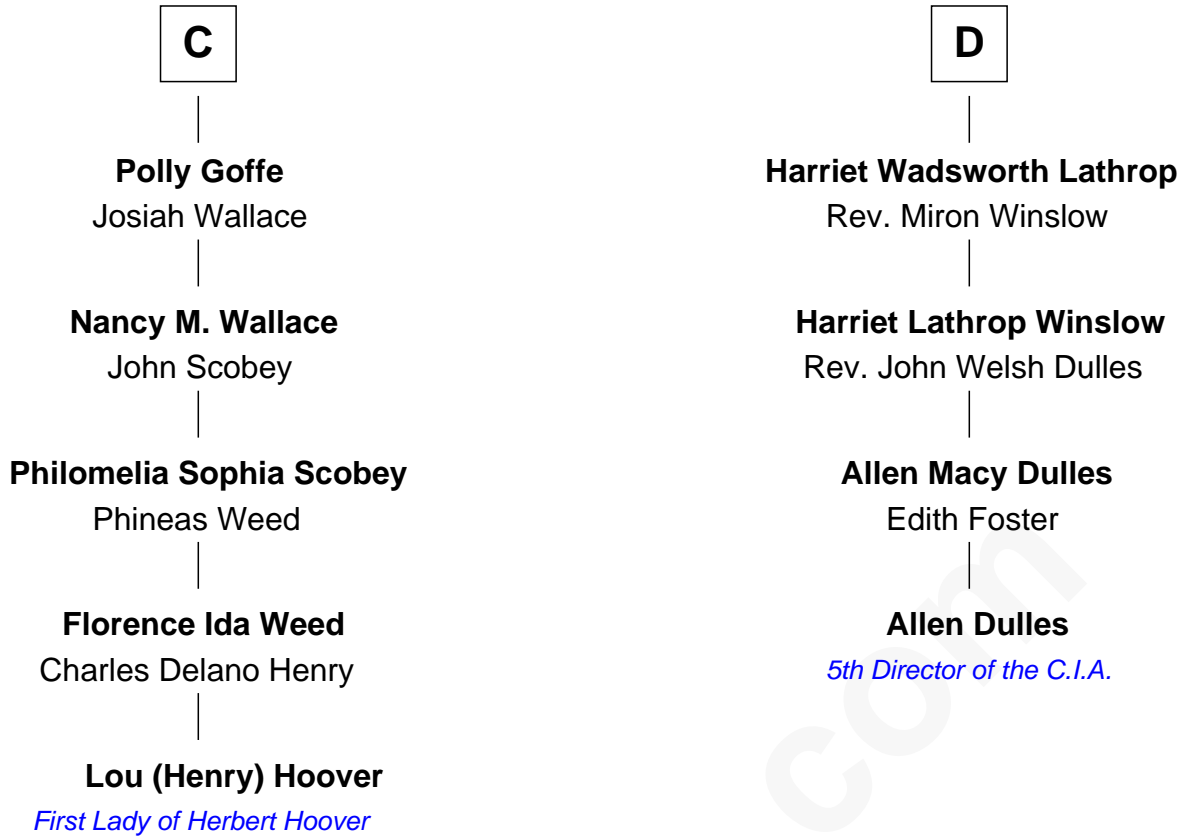 C
Polly Goffe
Josiah Wallace
Nancy M. Wallace
John Scobey
Philomelia Sophia Scobey
Phineas Weed
Florence Ida Weed
Charles Delano Henry
Lou (Henry) Hoover
First Lady of Herbert Hoover
D
Harriet Wadsworth Lathrop
Rev. Miron Winslow
Harriet Lathrop Winslow
Rev. John Welsh Dulles
Allen Macy Dulles
Edith Foster
Allen Dulles
5th Director of the C.I.A.
com